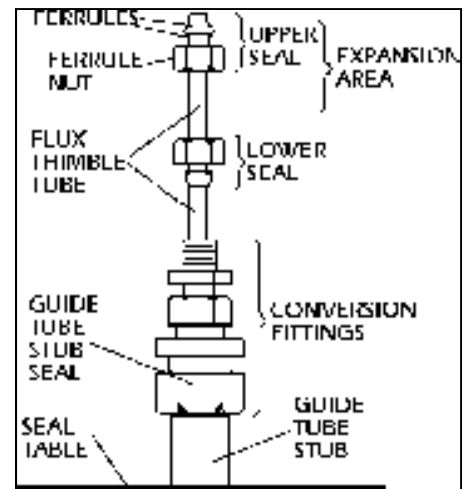 FERRULES
UPPER
SEAL
EXPANSION
AREA
FERRULE
NUT
FLUX
THIMBLE
TUBE
LOWER
SEAL
GUIDE
TUBE
STUB
SEAL
CONVERSION
FITTINGS
GUIDE
TUBE
STUB
SEAL
TABLE